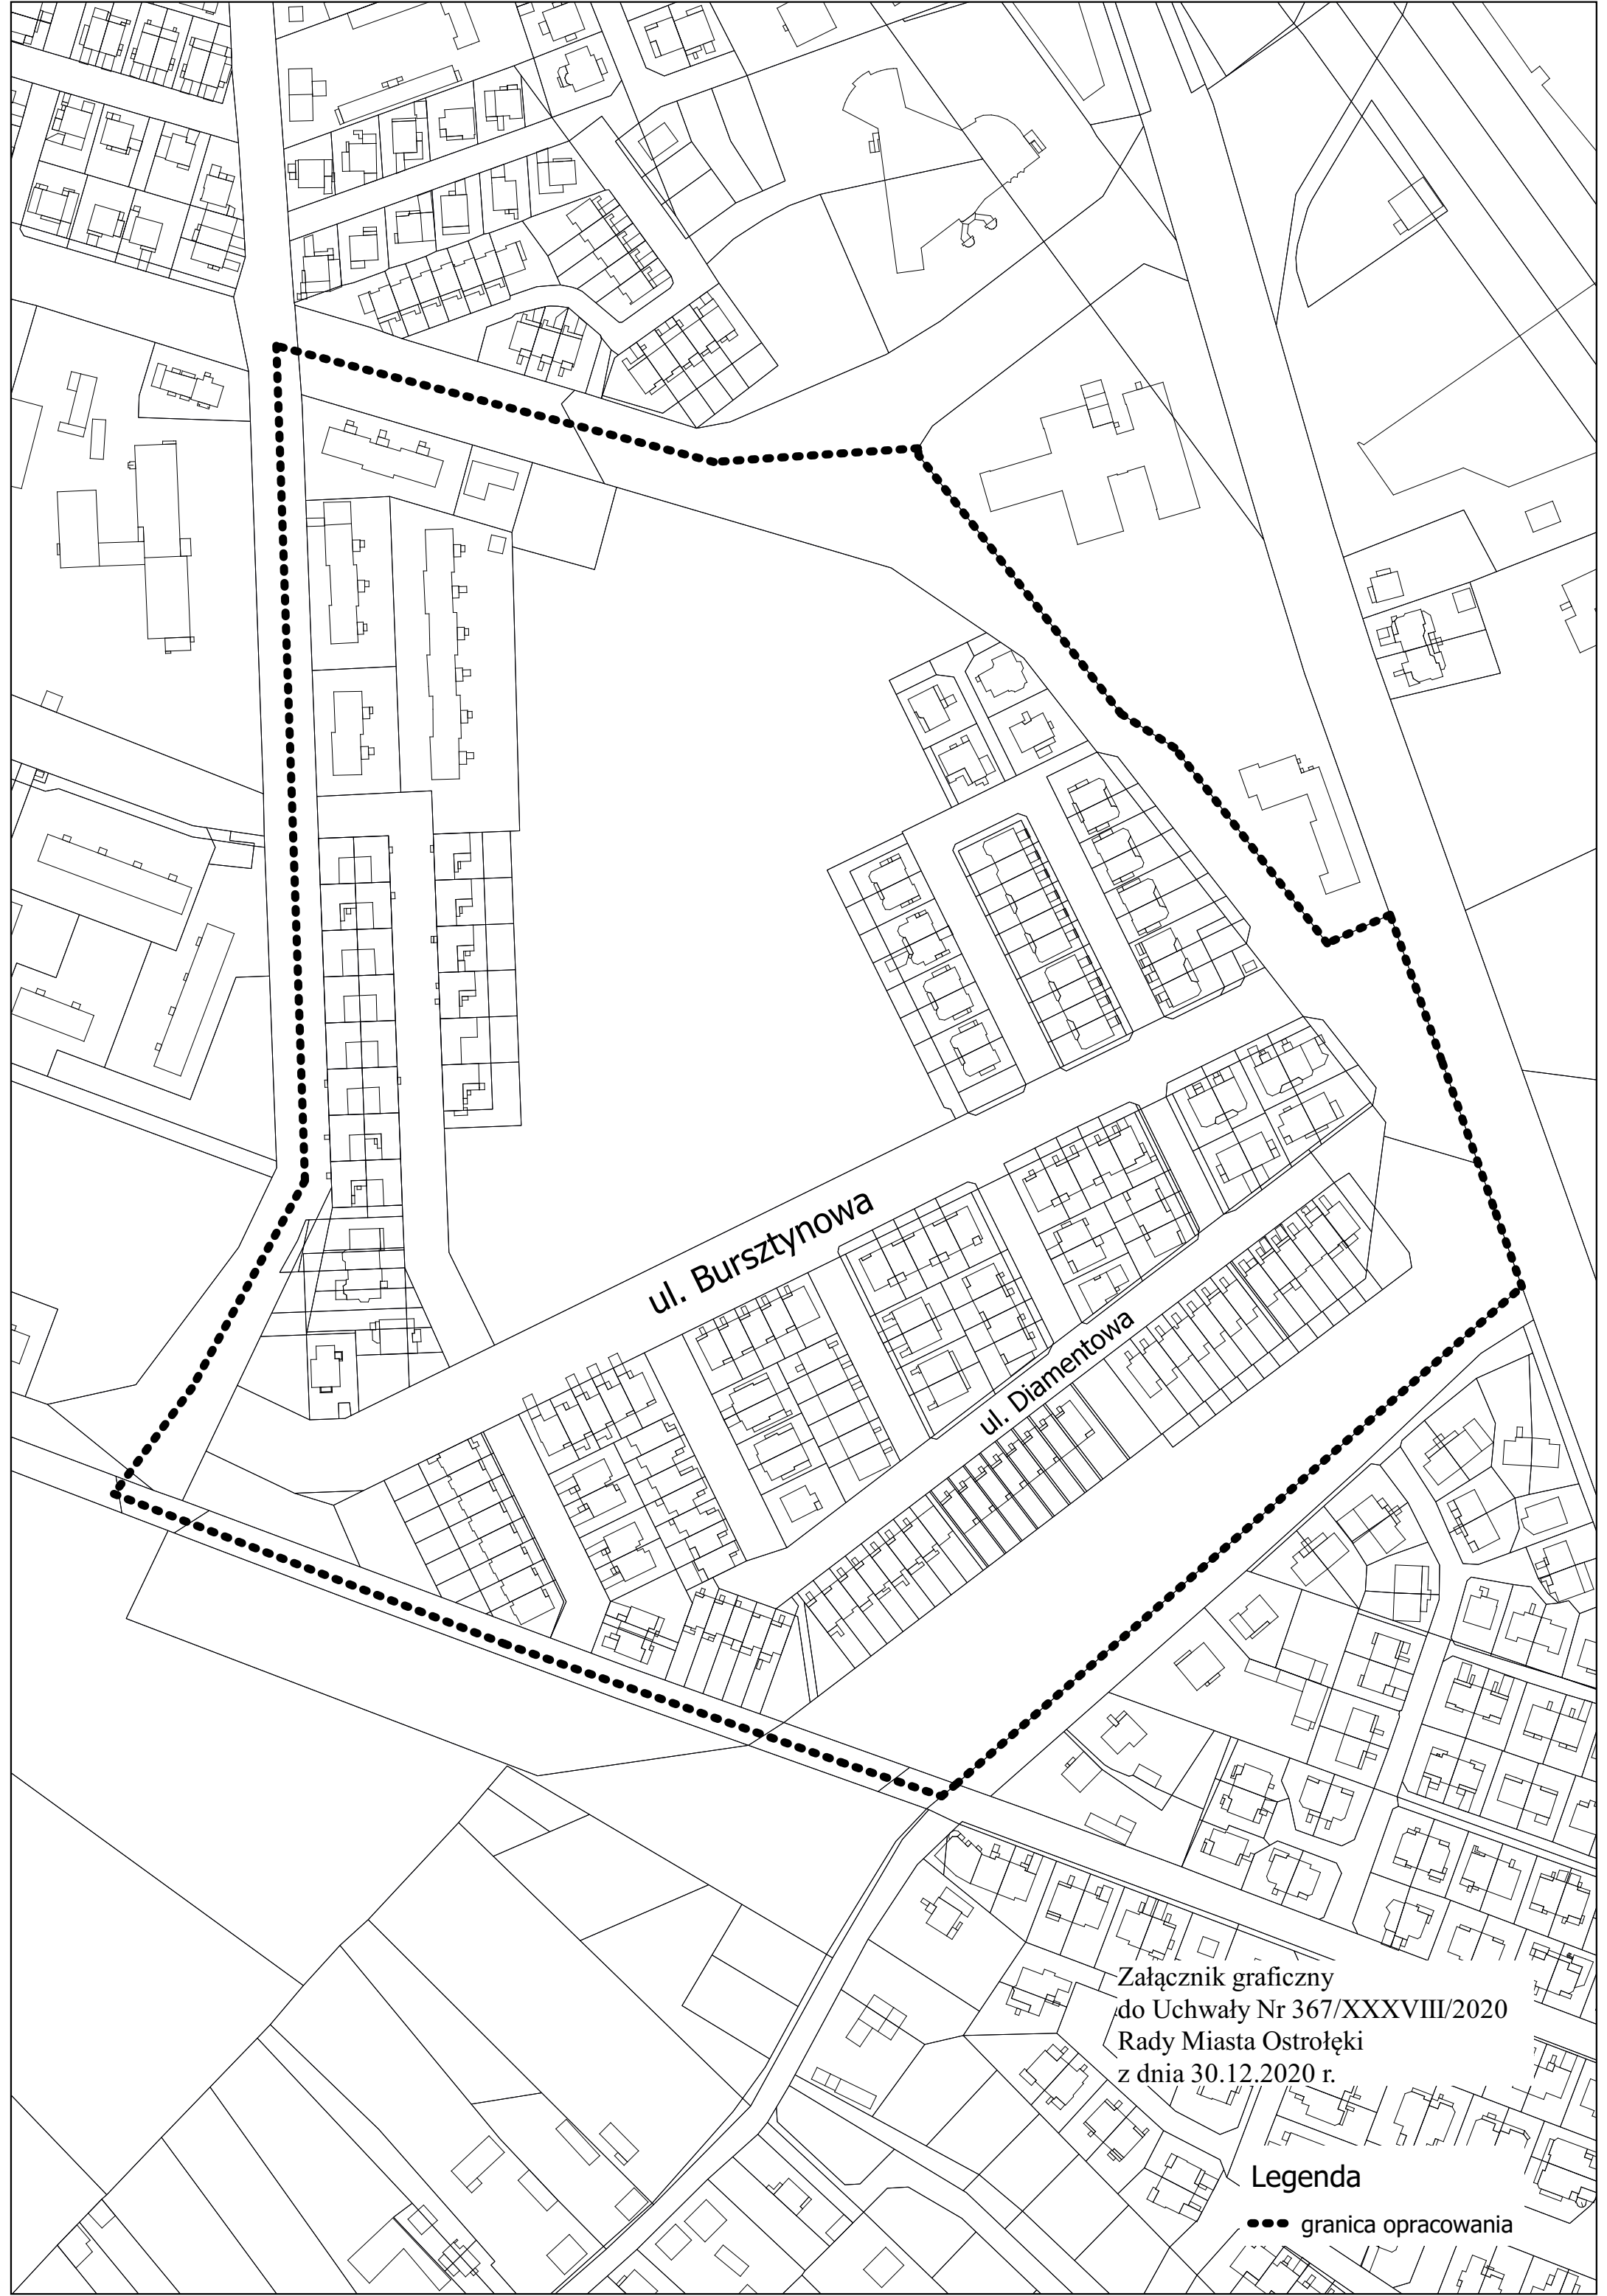 ul. Bursztynowa
ul. Diamentowa
Załącznik graficzny
do Uchwały Nr 367/XXXVIII/2020
Rady Miasta Ostrołęki
z dnia 30.12.2020 r.
Legenda
granica opracowania